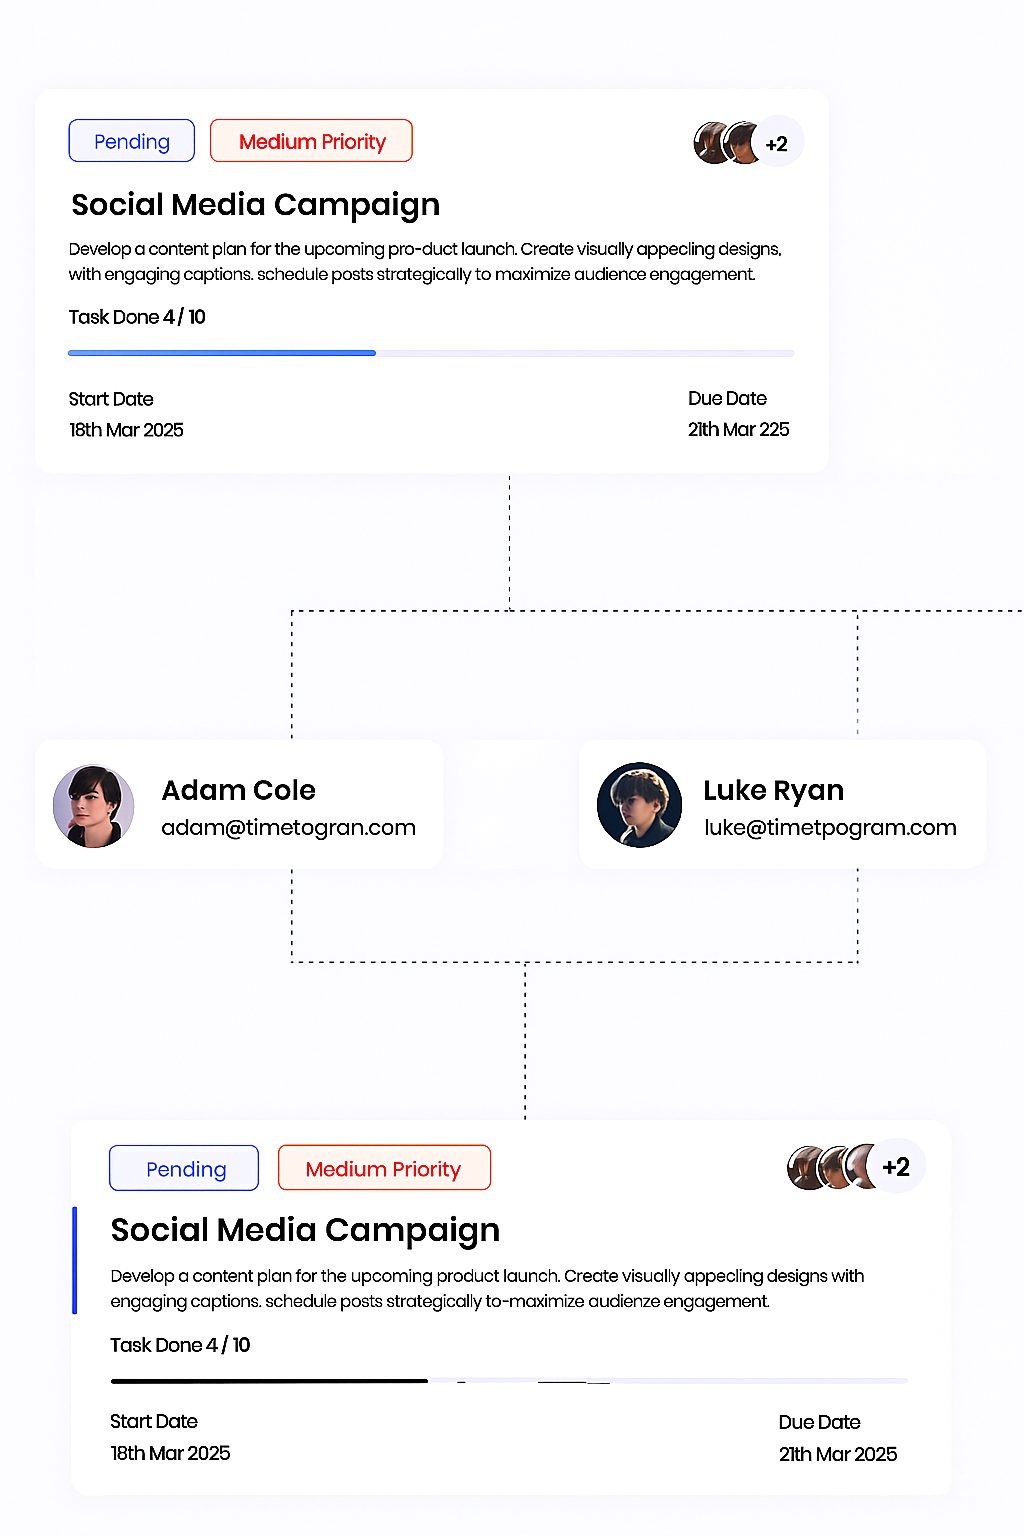 Pending
Medium Priority
+2
Social Media Campaign
Develop a content plan for the upcoming pro-duct launch. Create visually appecling designs,
with engaging captions. schedule posts strategically to maximize audience engagement.
Task Done 4 / 10
Start Date
Due Date
18th Mar 2025
21th Mar 225
Adam Cole
adam@timetogran.com
Luke Ryan
luke@timetpogram.com
Pending
Medium Priority
+2
Social Media Campaign
Develop a content plan for the upcoming product launch. Create visually appecling designs with
engaging captions. schedule posts strategically to-maximize audienze engagement.
Task Done 4 / 10
Start Date
Due Date
18th Mar 2025
21th Mar 2025